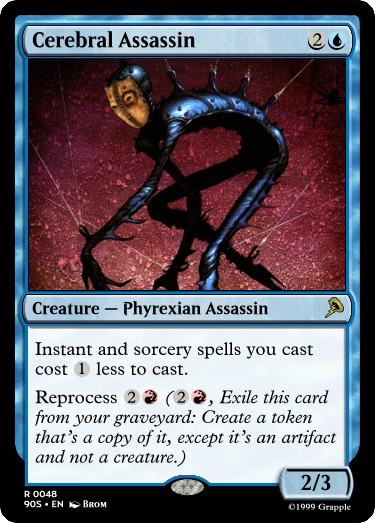 Cerebral Assassin 2
Creature — Phyrexian Assassin
Instant and sorcery spells you cast
cost 1 less to cast.
Reprocess 2 (2, Exile this card
from your graveyard: Create a token
that's a copy of it, except it's an artifact
and not a creature.)
2/3
R 0048
90S • EN Brom
©1999 Grapple